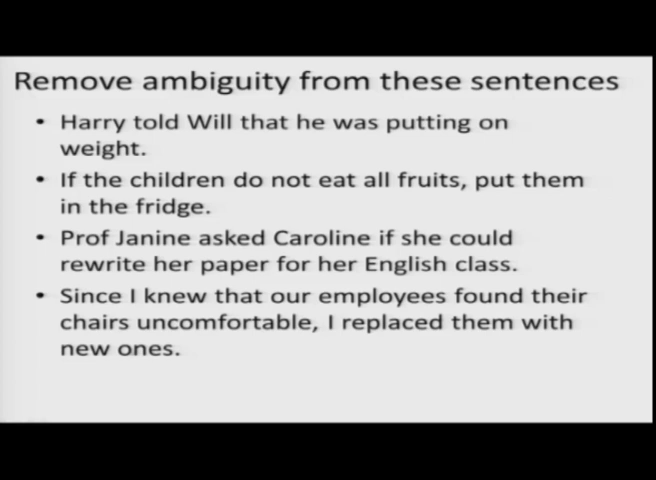 Remove ambiguity from these sentences
• Harry told Will that he was putting on
weight.
• If the children do not eat all fruits, put them
in the fridge.
• Prof Janine asked Caroline if she could
rewrite her paper for her English class.
• Since I knew that our employees found their
chairs uncomfortable, I replaced them with
new ones.